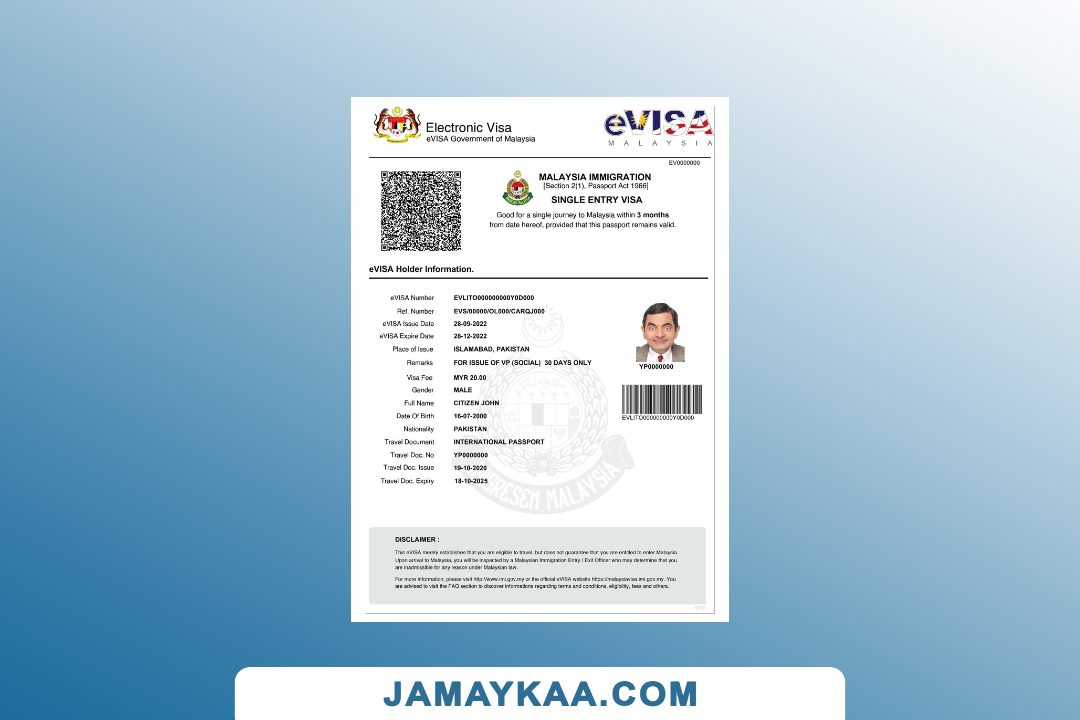 Electronic Visa
eVISA Government of Malaysia
eVISA
MALAYSIA
EV0000000
MALAYSIA IMMIGRATION
[Section 2(1), Passport Act 1966]
SINGLE ENTRY VISA
Good for a single journey to Malaysia within 3 months
from date hereof, provided that this passport remains valid.
eVISA Holder Information.
eVISA Number EVLITO000000000Y0D000
Ref. Number EVS/00000/OL000/CARQJ000
eVISA Issue Date 28-09-2022
eVISA Expire Date 28-12-2022
Place of Issue ISLAMABAD, PAKISTAN
Remarks FOR ISSUE OF VP (SOCIAL) 30 DAYS ONLY
Visa Fee MYR 20.00
Gender MALE
Full Name CITIZEN JOHN
Date Of Birth 16-07-2000
Nationality PAKISTAN
Travel Document INTERNATIONAL PASSPORT
Travel Doc. No YP0000000
Travel Doc. Issue 19-10-2020
Travel Doc. Expiry 18-10-2025
YP0000000
EVLITO000000000Y0D000
RESEN MALAYSIA
DISCLAIMER :
This eVISA merely establishes that you are eligible to travel, but does not guarantee that you are entitled to enter Malaysia.
Upon arrival to Malaysia, you will be inspected by a Malaysian Immigration Entry / Exit Officer who may determine that you
are inadmissible for any reason under Malaysian law.
For more information, please visit http://www.imi.gov.my or the official eVISA website https://malaysiavisa.imi.gov.my. You
are advised to visit the FAQ section to discover informations regarding terms and conditions, eligibility, fees and others.
JAMAYKAA.COM